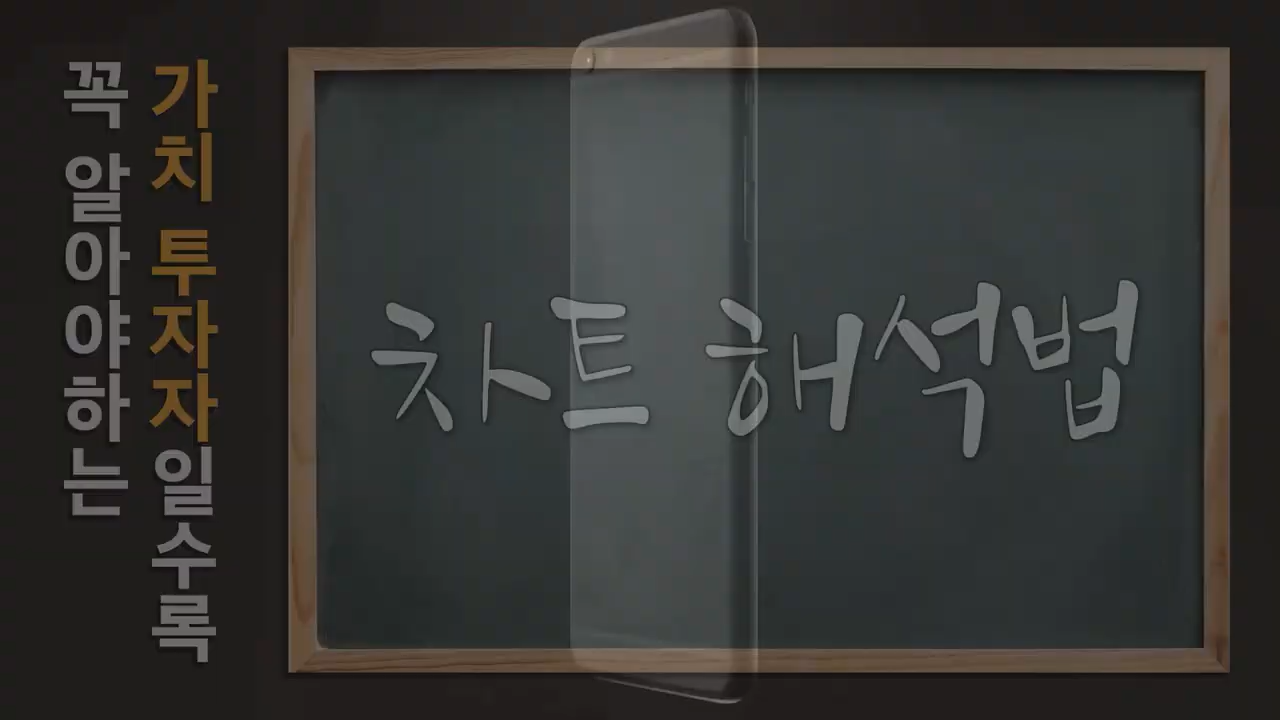 가치 투자자일수록
꼭 알아야하는
차트 해석법